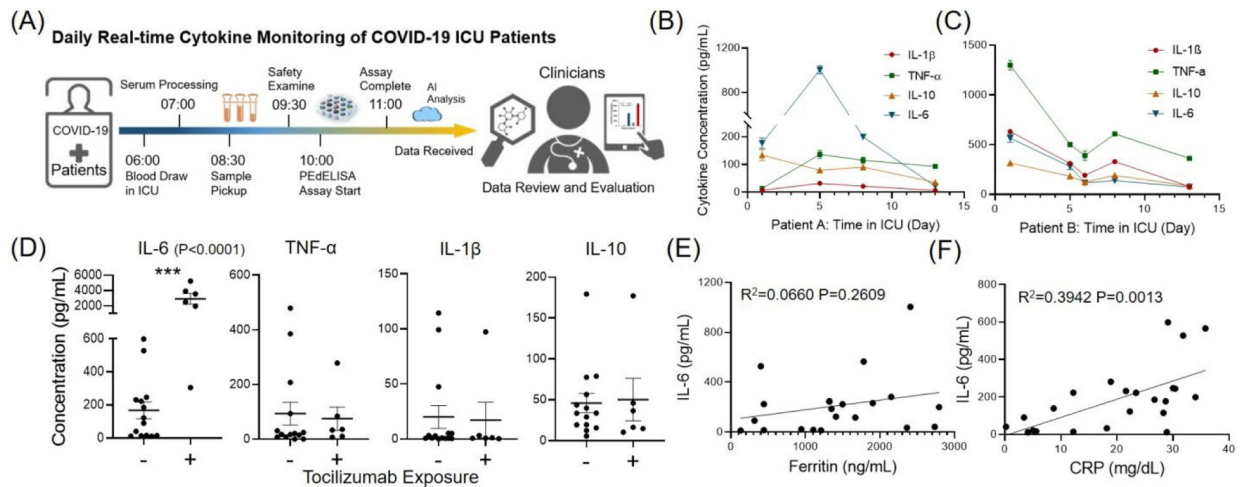 (A)
Daily Real-time Cytokine Monitoring of COVID-19 ICU Patients
Serum Processing
07:00
Safety
Examine
09:30
Assay
Complete
11:00
AI
Analysis
Clinicians
COVID-19
Patients
06:00
Blood Draw
in ICU
08:30
Sample
Pickup
10:00
PEdELISA
Assay Start
Data Received
Data Review and Evaluation
(B)
Cytokine Concentration (pg/mL)
1200
1000
800
600
200
150
100
50
0
IL-1β
TNF-α
IL-10
IL-6
0 5 10 15
Patient A: Time in ICU (Day)
(C)
1500
1000
500
0
IL-1ß
TNF-a
IL-10
IL-6
0 5 10 15
Patient B: Time in ICU (Day)
(D)
Concentration (pg/mL)
IL-6 (P<0.0001)
***
6000
4000
2000
600
400
200
0
- +
TNF-α
600
400
200
0
- +
IL-1β
200
150
100
50
0
- +
IL-10
200
150
100
50
0
- +
Tocilizumab Exposure
(E)
R²=0.0660 P=0.2609
IL-6 (pg/mL)
1200
800
400
0
0 1000 2000 3000
Ferritin (ng/mL)
(F)
R²=0.3942 P=0.0013
IL-6 (pg/mL)
800
600
400
200
0
0 10 20 30 40
CRP (mg/dL)